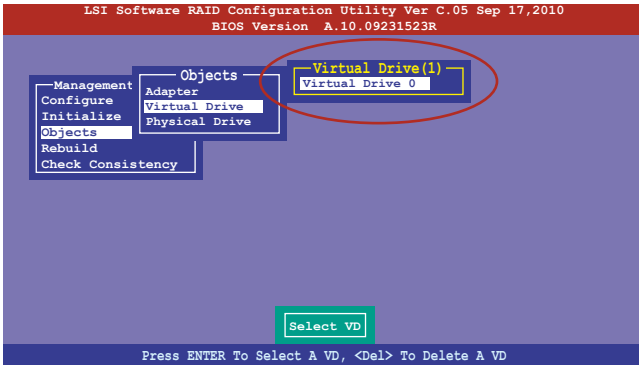 LSI Software RAID Configuration Utility Ver C.05 Sep 17,2010
BIOS Version A.10.09231523R
Management
Configure
Initialize
Objects
Rebuild
Check Consistency
Objects
Adapter
Virtual Drive
Physical Drive
Virtual Drive(1)
Virtual Drive 0
Select VD
Press ENTER To Select A VD, <Del> To Delete A VD